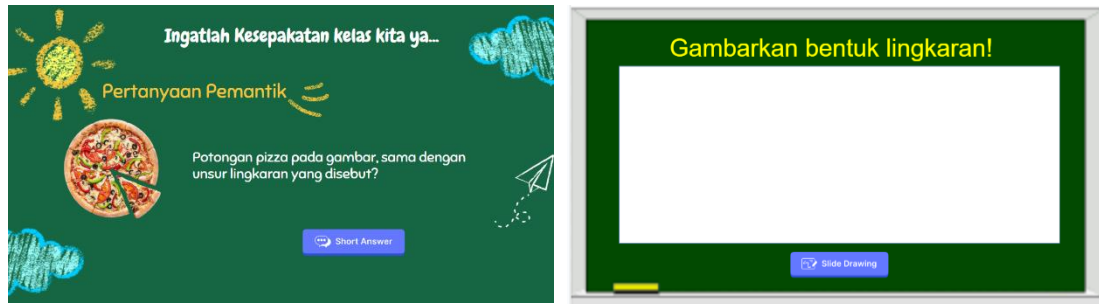 Ingatlah Kesepakatan kelas kita ya...
Pertanyaan Pemantik
Potongan pizza pada gambar, sama dengan
unsur lingkaran yang disebut?
Short Answer
Gambarkan bentuk lingkaran!
Slide Drawing